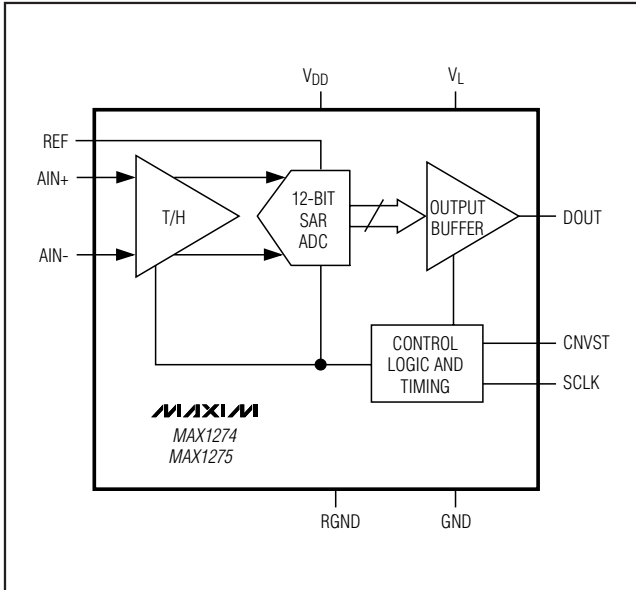 VDD
VL
REF
AIN+
AIN-
T/H
12-BIT
SAR
ADC
OUTPUT
BUFFER
DOUT
CONTROL
LOGIC AND
TIMING
CNVST
SCLK
MAXIM
MAX1274
MAX1275
RGND
GND